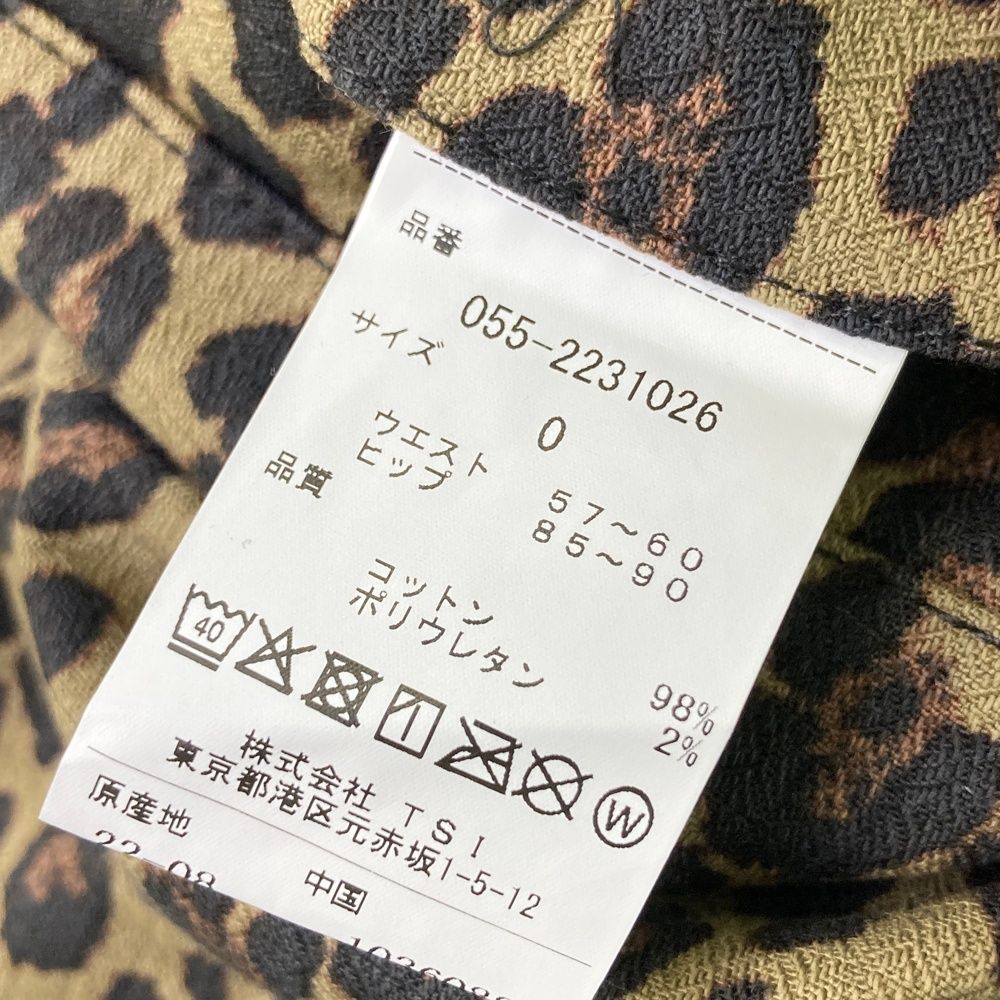 品番
055-2231026
サイズ
0
ウエスト 57～60
ヒップ 85～90
品質
コットン 98%
ポリウレタン 2%
40
W
株式会社 TSI
東京都港区元赤坂1-5-12
原産地
中国